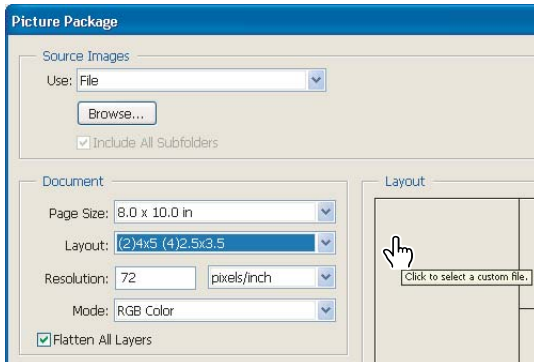 Picture Package
Source Images
Use: File
Browse...
Include All Subfolders
Document
Page Size: 8.0 x 10.0 in
Layout: (2)4x5 (4)2.5x3.5
Resolution: 72 pixels/inch
Mode: RGB Color
Flatten All Layers
Layout
Click to select a custom file.